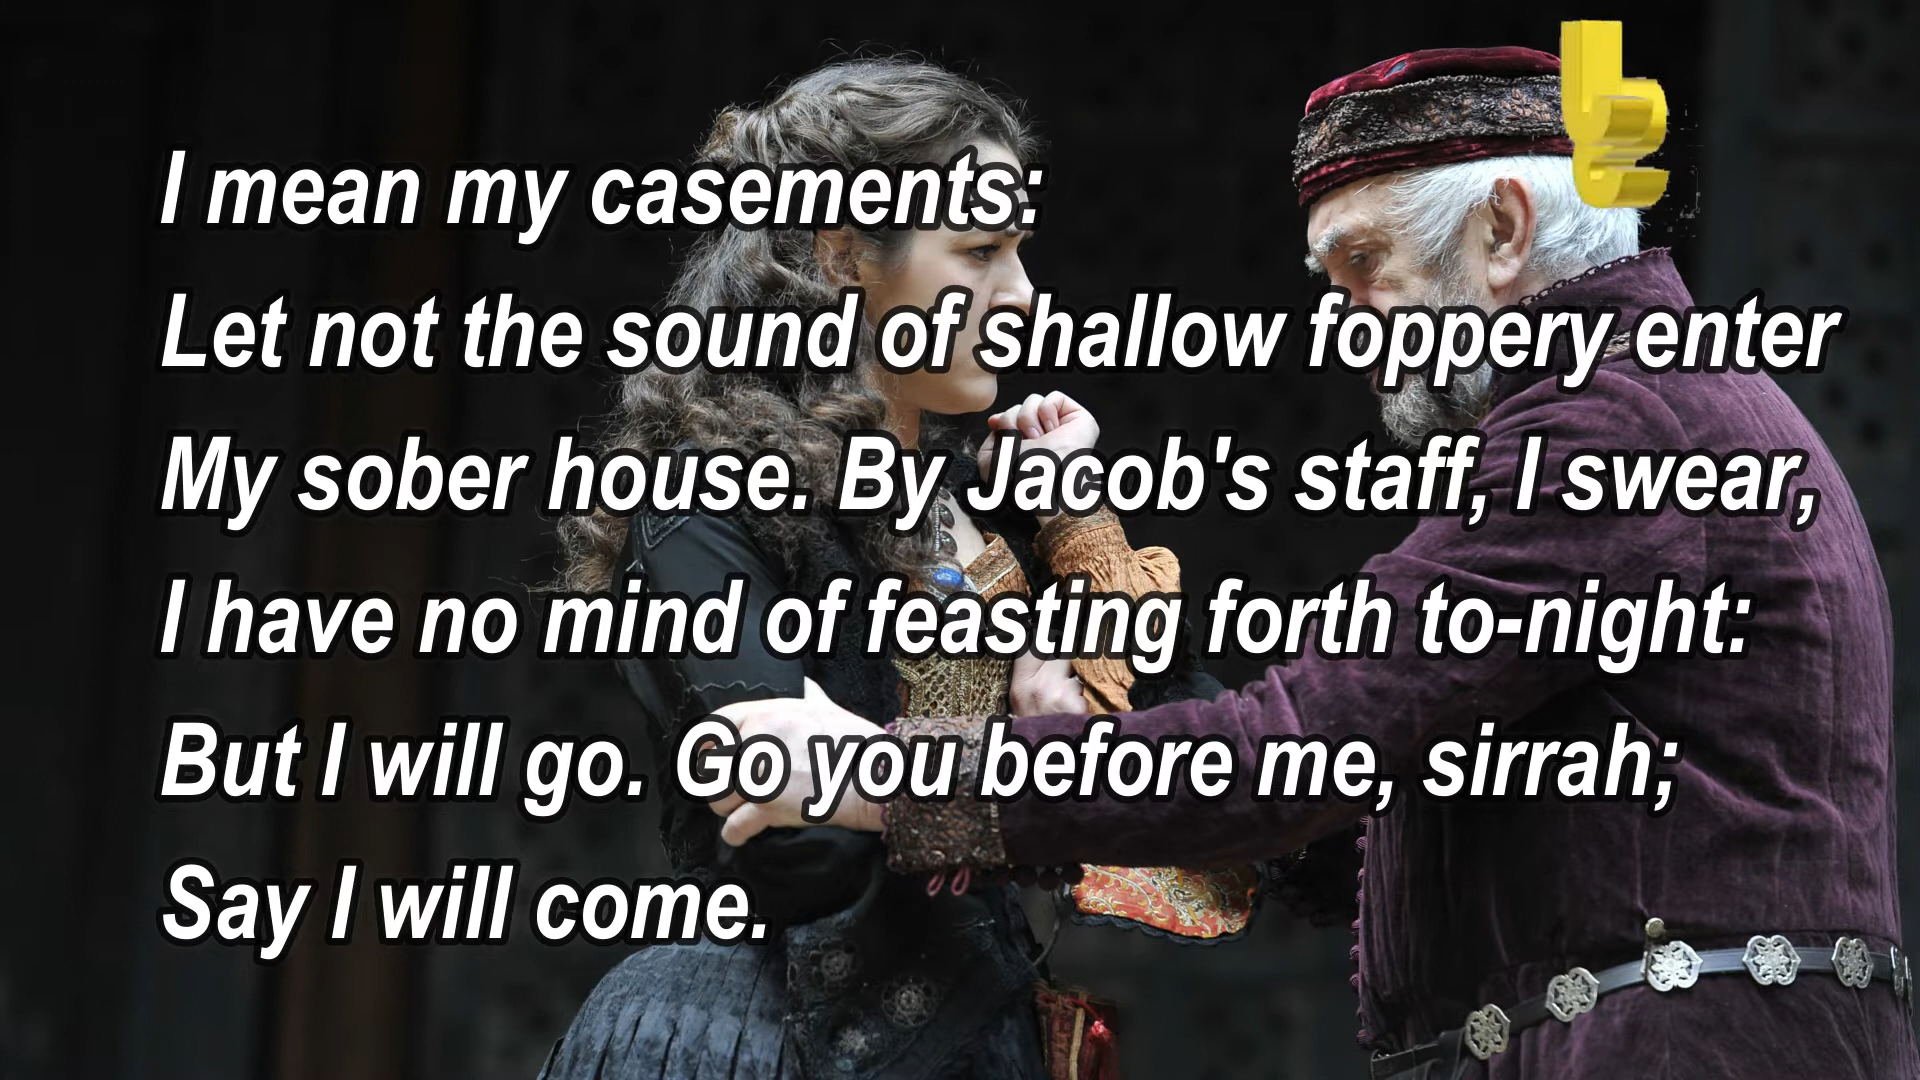 I mean my casements:
Let not the sound of shallow foppery enter
My sober house. By Jacob's staff, I swear,
I have no mind of feasting forth to-night:
But I will go. Go you before me, sirrah;
Say I will come.